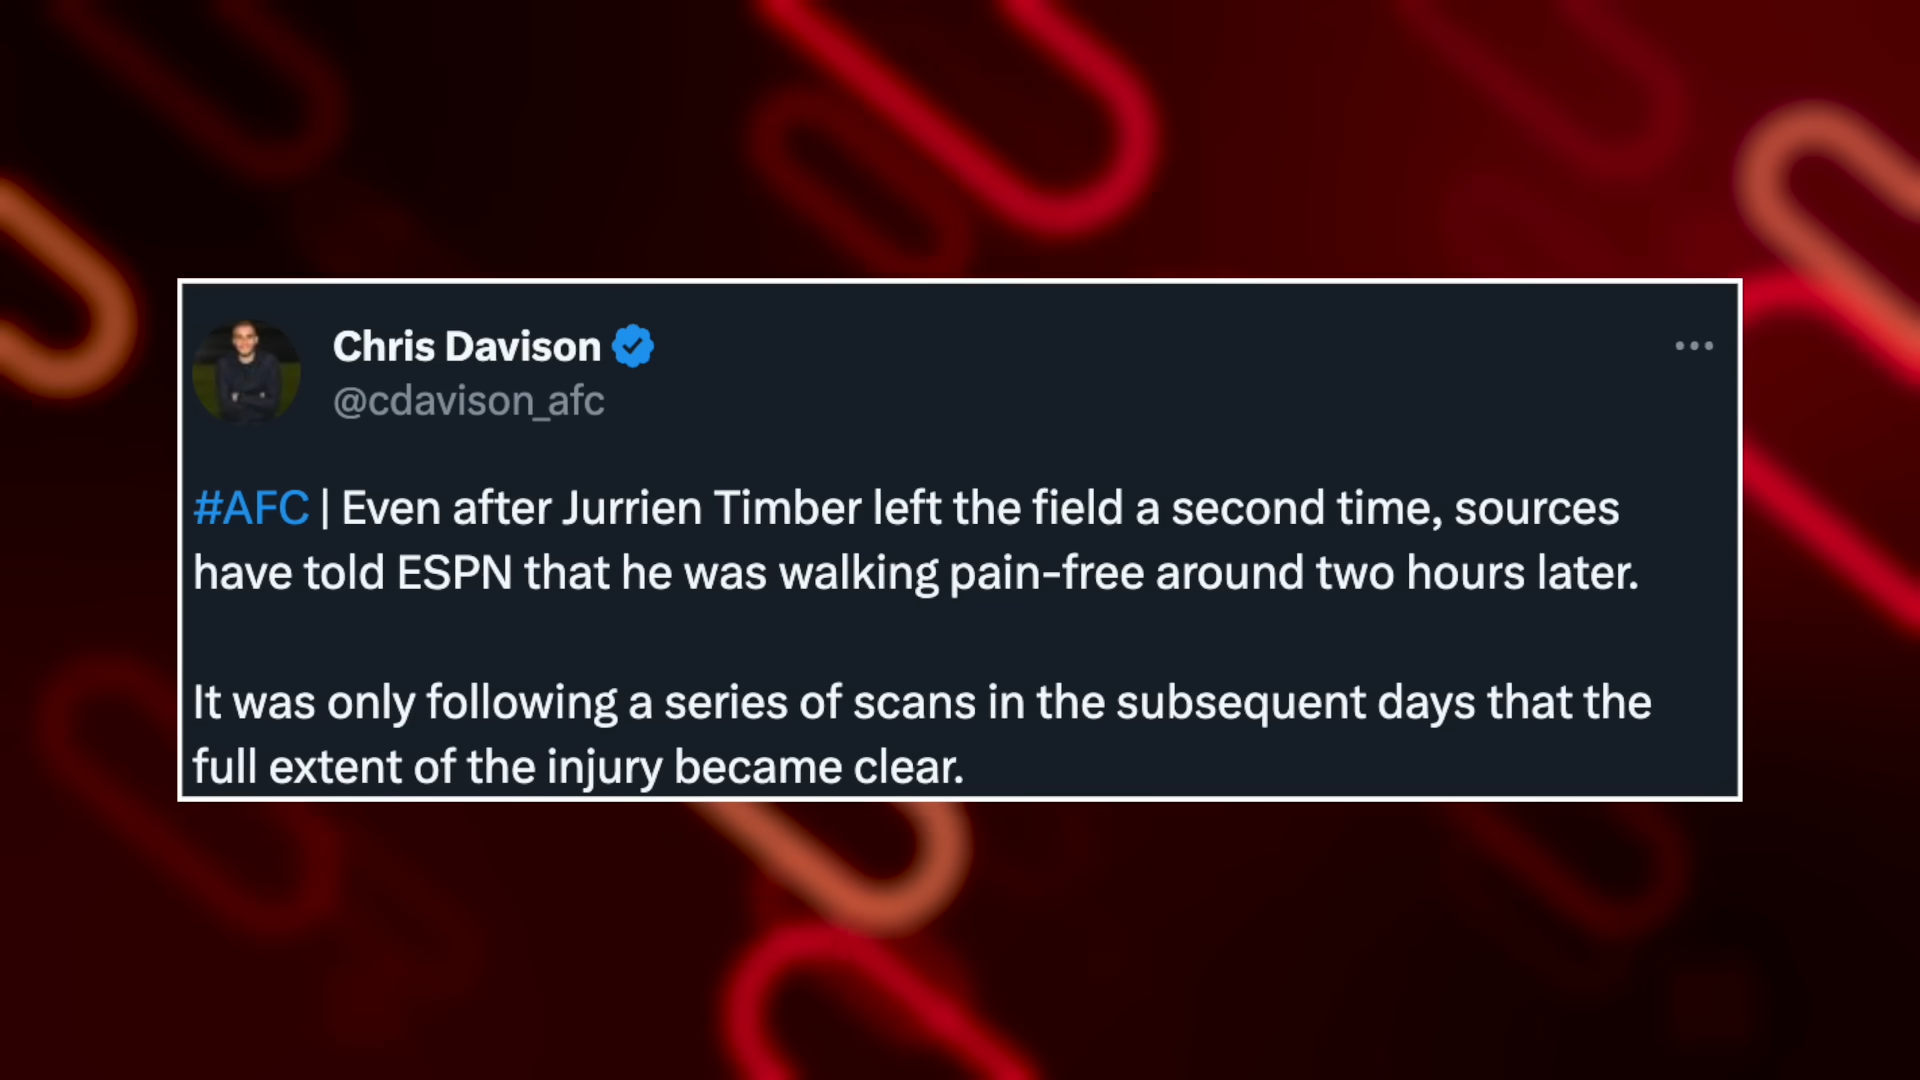 Chris Davison
@cdavison_afc
#AFC | Even after Jurrien Timber left the field a second time, sources
have told ESPN that he was walking pain-free around two hours later.
It was only following a series of scans in the subsequent days that the
full extent of the injury became clear.